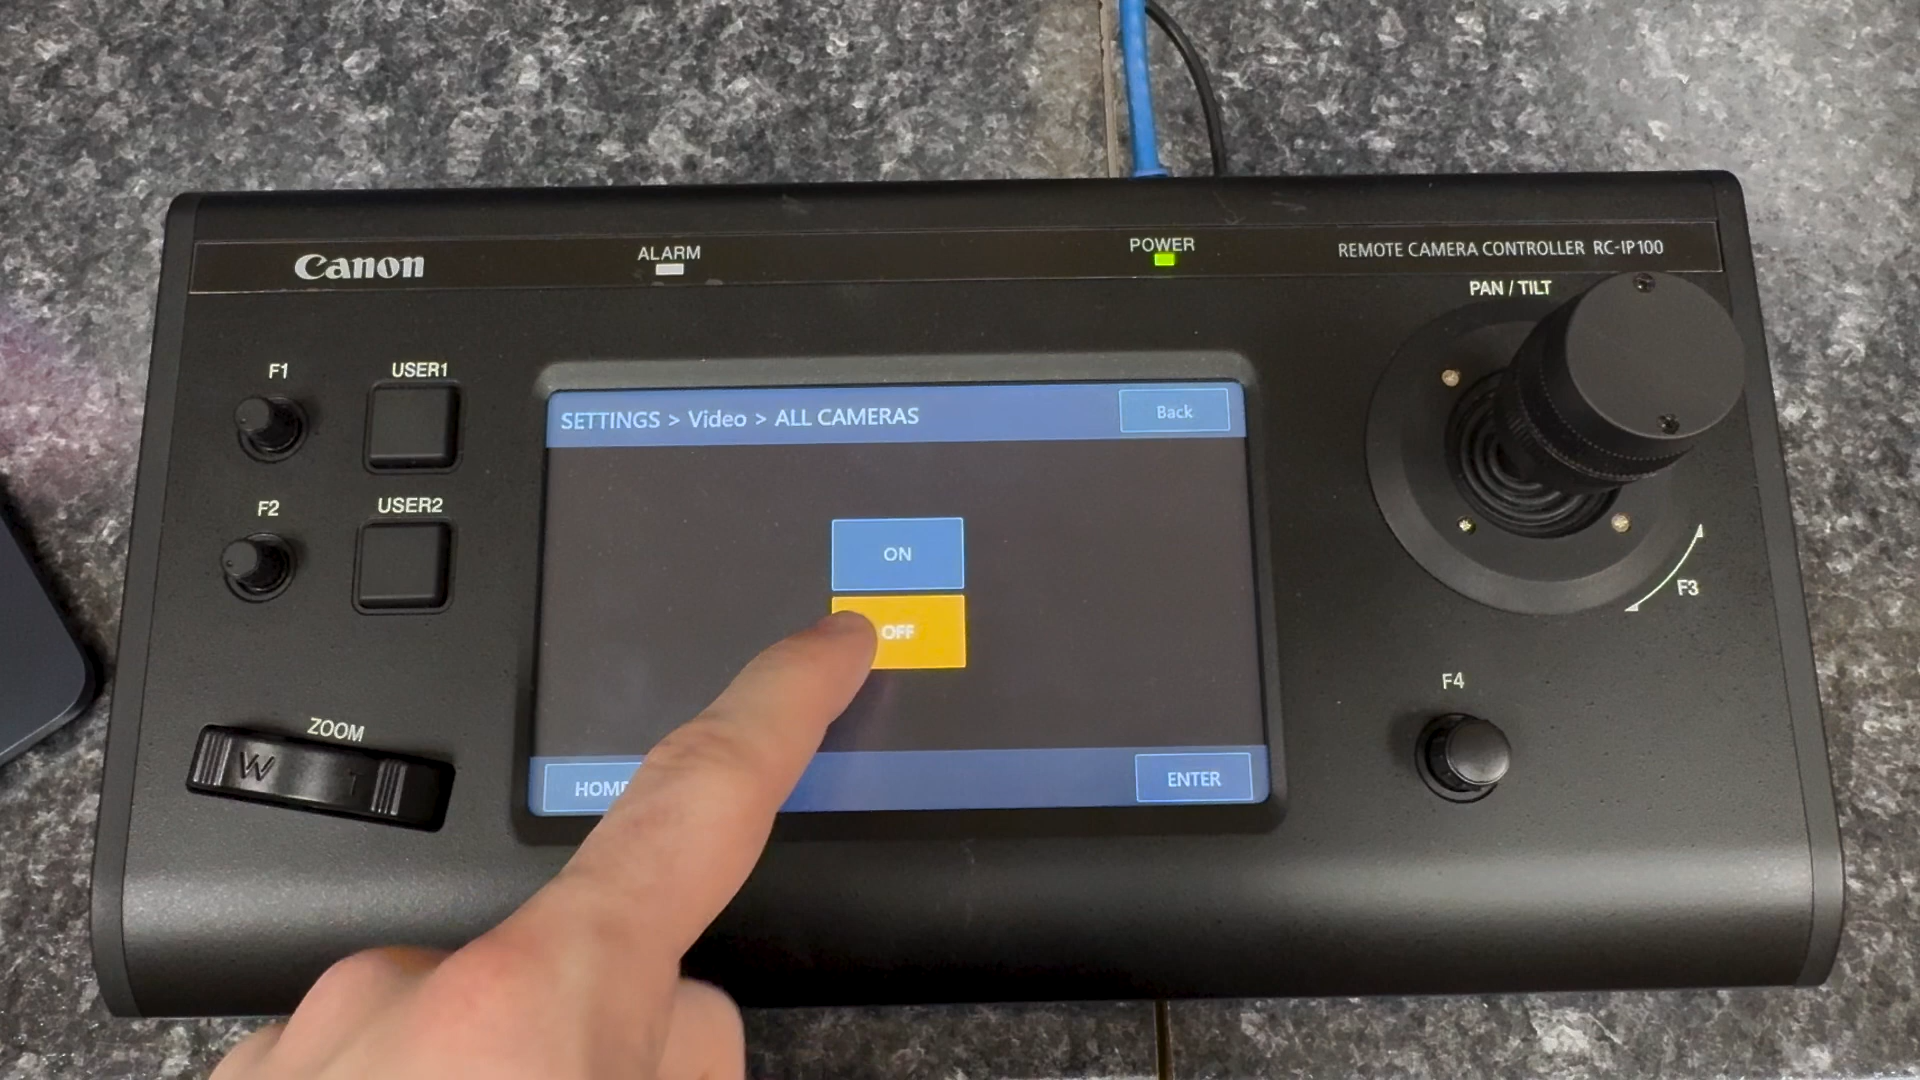 Canon
ALARM
POWER
REMOTE CAMERA CONTROLLER RC-IP100
PAN / TILT
F1
USER1
F2
USER2
ZOOM
W
T
SETTINGS > Video > ALL CAMERAS
Back
ON
OFF
HOME
ENTER
F3
F4